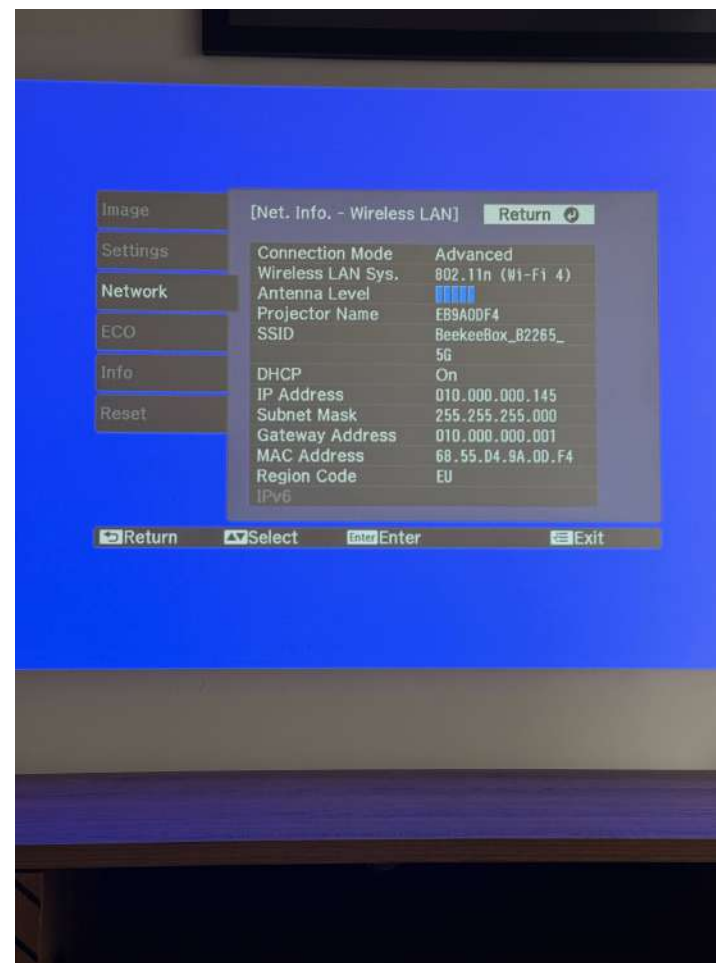 Image
Settings
Network
ECO
Info
Reset
[Net. Info. - Wireless LAN] Return
Connection Mode Advanced
Wireless LAN Sys. 802.11n (Wi-Fi 4)
Antenna Level
Projector Name EB9A0DF4
SSID BeekeeBox_B2265_
5G
DHCP On
IP Address 010.000.000.145
Subnet Mask 255.255.255.000
Gateway Address 010.000.000.001
MAC Address 68.55.D4.9A.0D.F4
Region Code EU
IPv6
Return Select Enter Enter Exit